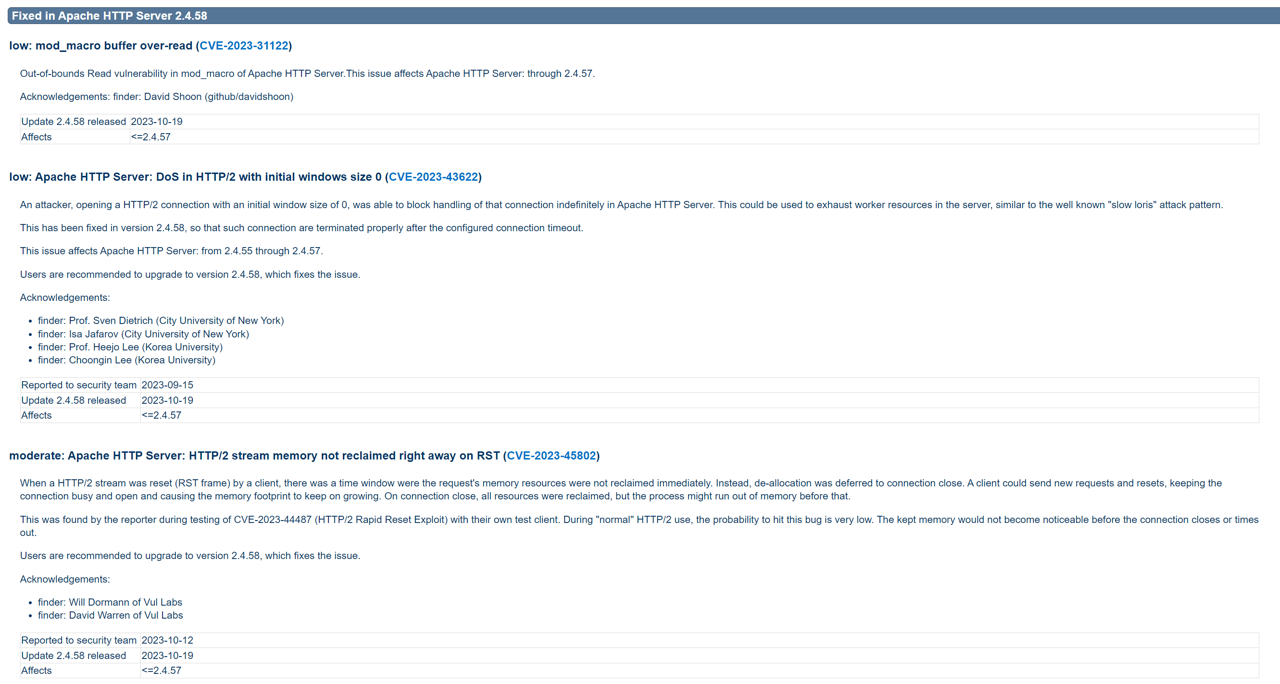 Fixed in Apache HTTP Server 2.4.58
low: mod_macro buffer over-read (CVE-2023-31122)
Out-of-bounds Read vulnerability in mod_macro of Apache HTTP Server.This issue affects Apache HTTP Server: through 2.4.57.
Acknowledgements: finder: David Shoon (github/davidshoon)
Update 2.4.58 released 2023-10-19
Affects <=2.4.57
low: Apache HTTP Server: DoS in HTTP/2 with initial windows size 0 (CVE-2023-43622)
An attacker, opening a HTTP/2 connection with an initial window size of 0, was able to block handling of that connection indefinitely in Apache HTTP Server. This could be used to exhaust worker resources in the server, similar to the well known "slow loris" attack pattern.
This has been fixed in version 2.4.58, so that such connection are terminated properly after the configured connection timeout.
This issue affects Apache HTTP Server: from 2.4.55 through 2.4.57.
Users are recommended to upgrade to version 2.4.58, which fixes the issue.
Acknowledgements:
• finder: Prof. Sven Dietrich (City University of New York)
• finder: Isa Jafarov (City University of New York)
• finder: Prof. Heejo Lee (Korea University)
• finder: Choongin Lee (Korea University)
Reported to security team 2023-09-15
Update 2.4.58 released 2023-10-19
Affects <=2.4.57
moderate: Apache HTTP Server: HTTP/2 stream memory not reclaimed right away on RST (CVE-2023-45802)
When a HTTP/2 stream was reset (RST frame) by a client, there was a time window were the request's memory resources were not reclaimed immediately. Instead, de-allocation was deferred to connection close. A client could send new requests and resets, keeping the
connection busy and open and causing the memory footprint to keep on growing. On connection close, all resources were reclaimed, but the process might run out of memory before that.
This was found by the reporter during testing of CVE-2023-44487 (HTTP/2 Rapid Reset Exploit) with their own test client. During "normal" HTTP/2 use, the probability to hit this bug is very low. The kept memory would not become noticeable before the connection closes or times
out.
Users are recommended to upgrade to version 2.4.58, which fixes the issue.
Acknowledgements:
• finder: Will Dormann of Vul Labs
• finder: David Warren of Vul Labs
Reported to security team 2023-10-12
Update 2.4.58 released 2023-10-19
Affects <=2.4.57